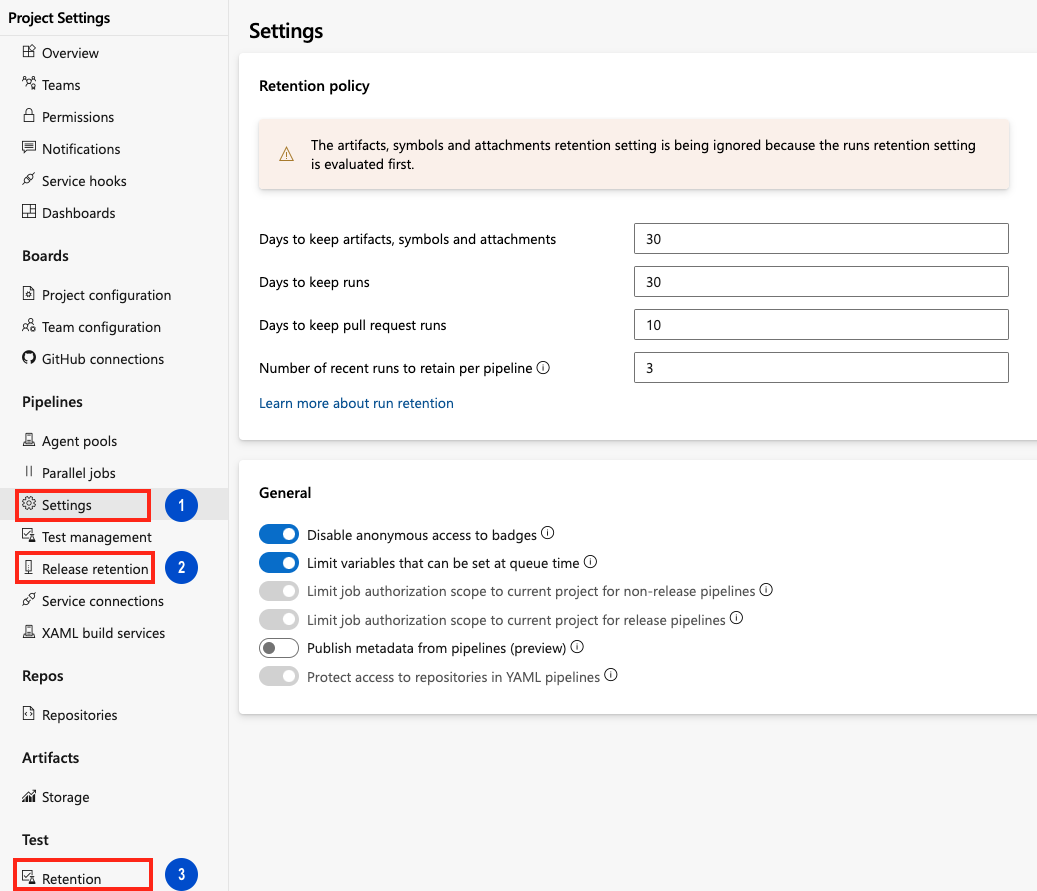 Project Settings
Overview
Teams
Permissions
Notifications
Service hooks
Dashboards
Boards
Project configuration
Team configuration
GitHub connections
Pipelines
Agent pools
Parallel jobs
Settings
1
Test management
Release retention
2
Service connections
XAML build services
Repos
Repositories
Artifacts
Storage
Test
Retention
3
Settings
Retention policy
The artifacts, symbols and attachments retention setting is being ignored because the runs retention setting
is evaluated first.
Days to keep artifacts, symbols and attachments
30
Days to keep runs
30
Days to keep pull request runs
10
Number of recent runs to retain per pipeline
3
Learn more about run retention
General
Disable anonymous access to badges
Limit variables that can be set at queue time
Limit job authorization scope to current project for non-release pipelines
Limit job authorization scope to current project for release pipelines
Publish metadata from pipelines (preview)
Protect access to repositories in YAML pipelines